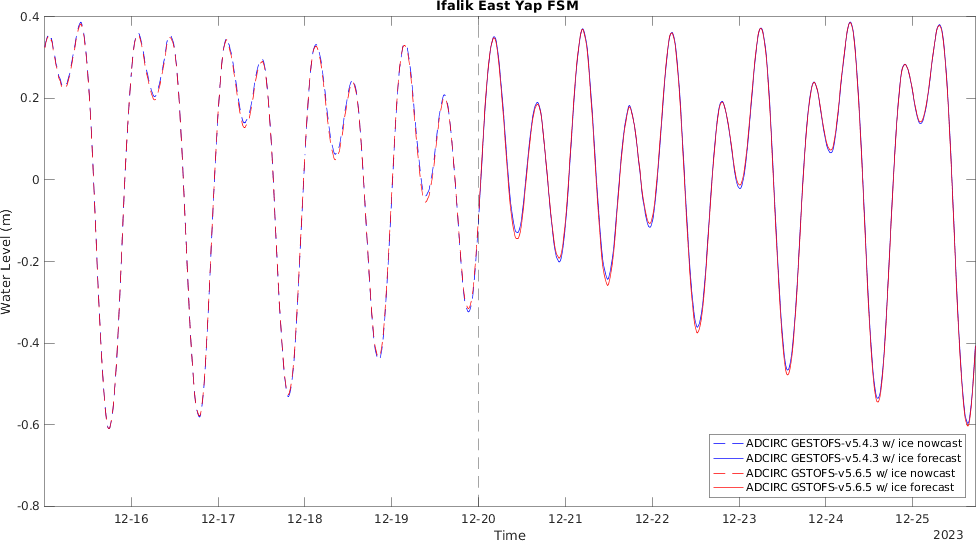 Ifalik East Yap FSM
0.4
0.2
0
-0.2
-0.4
-0.6
-0.8
Water Level (m)
ADCIRC GESTOFS-v5.4.3 w/ ice nowcast
ADCIRC GESTOFS-v5.4.3 w/ ice forecast
ADCIRC GSTOFS-v5.6.5 w/ ice nowcast
ADCIRC GSTOFS-v5.6.5 w/ ice forecast
12-16 12-17 12-18 12-19 12-20 12-21 12-22 12-23 12-24 12-25
Time
2023